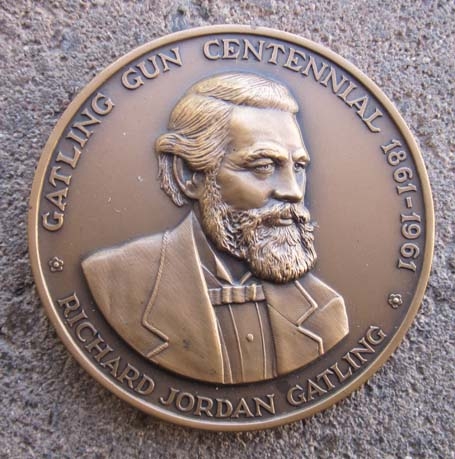 GATLING GUN CENTENNIAL 1861-1961
RICHARD JORDAN GATLING